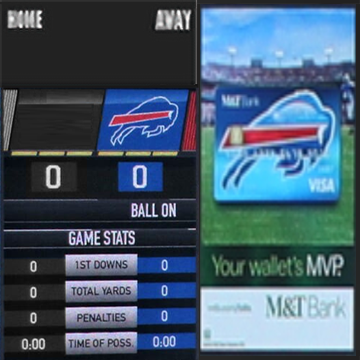 HOME AWAY
0 0
BALL ON
GAME STATS
0 1ST DOWNS 0
0 TOTAL YARDS 0
0 PENALTIES 0
0:00 TIME OF POSS. 0:00
M&T Bank
VISA
Your wallet's MVP.
M&T Bank